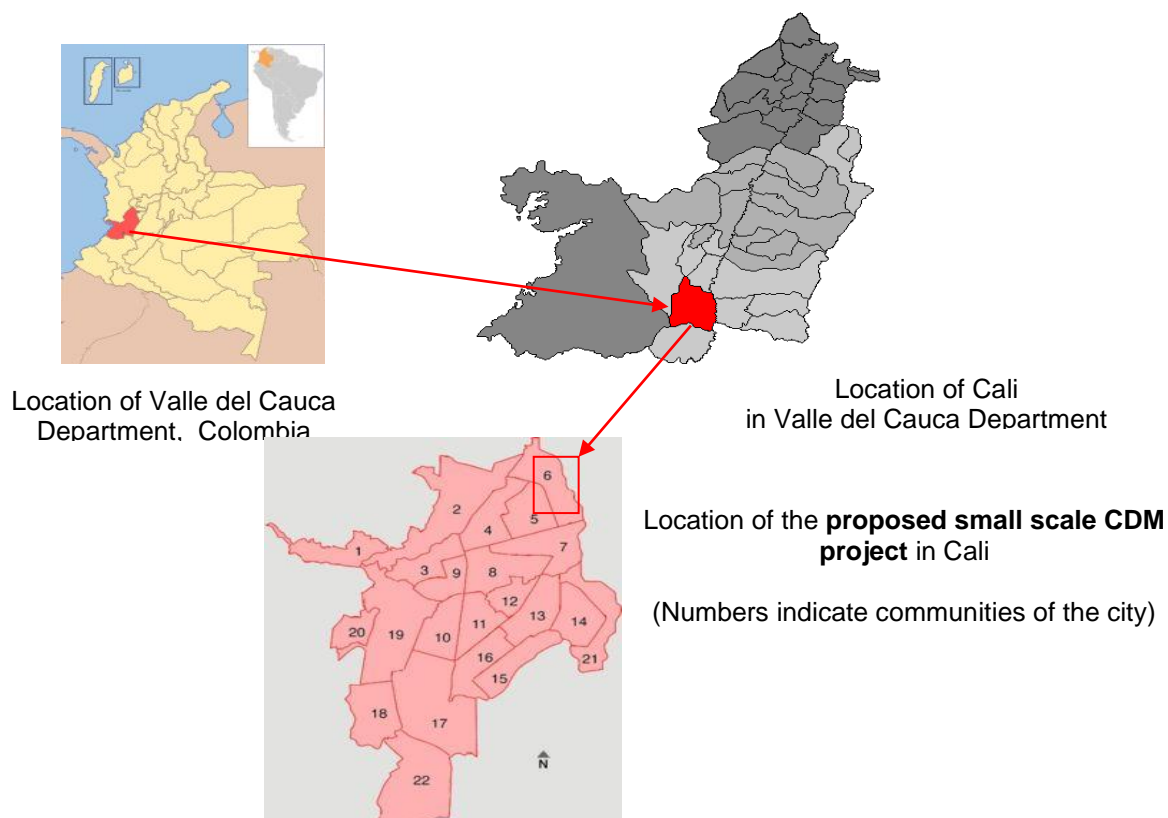 Location of Valle del Cauca
Department, Colombia
Location of Cali
in Valle del Cauca Department
Location of the proposed small scale CDM
project in Cali
(Numbers indicate communities of the city)
6
2
4
5
7
1
3
9
8
12
13
14
20
19
10
11
16
21
15
18
17
22
N